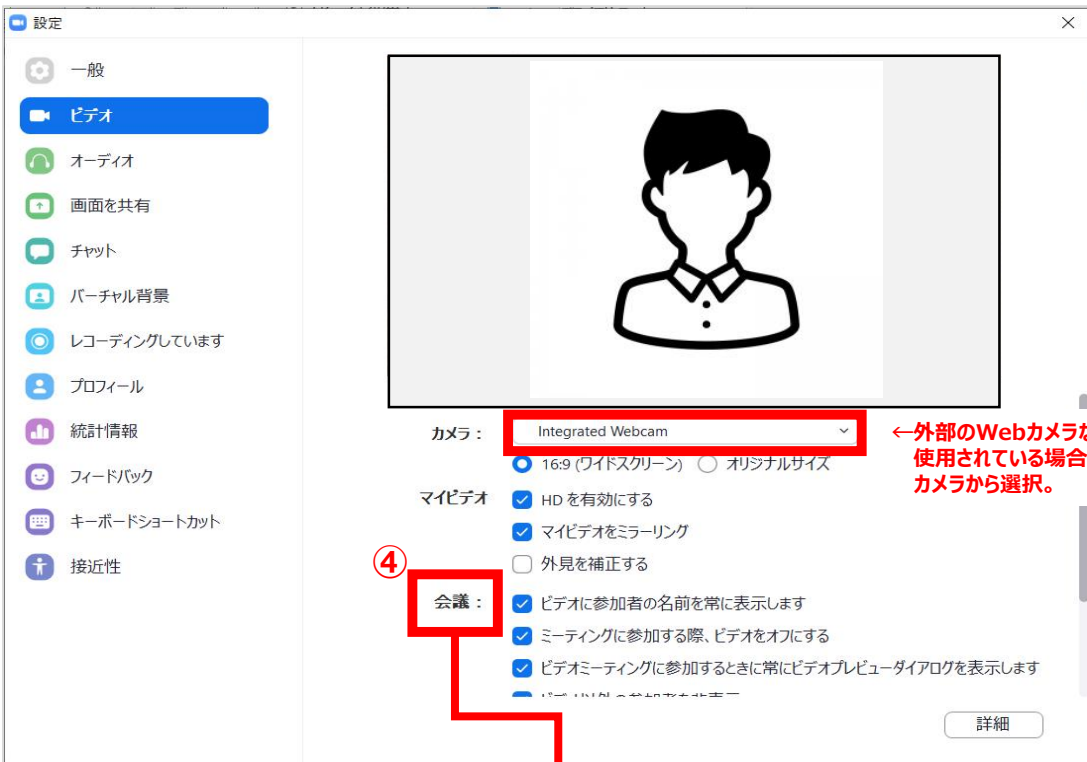 設定
一般
ビデオ
オーディオ
画面を共有
チャット
バーチャル背景
レコーディングしています
プロフィール
統計情報
フィードバック
キーボードショートカット
接近性
カメラ： Integrated Webcam
←外部のWebカメラ
使用されている場合
カメラから選択。
16:9 (ワイドスクリーン) オリジナルサイズ
マイビデオ HD を有効にする
マイビデオをミラーリング
外見を補正する
④
会議： ビデオに参加者の名前を常に表示します
ミーティングに参加する際、ビデオをオフにする
ビデオミーティングに参加するときに常にビデオプレビューダイアログを表示します
詳細